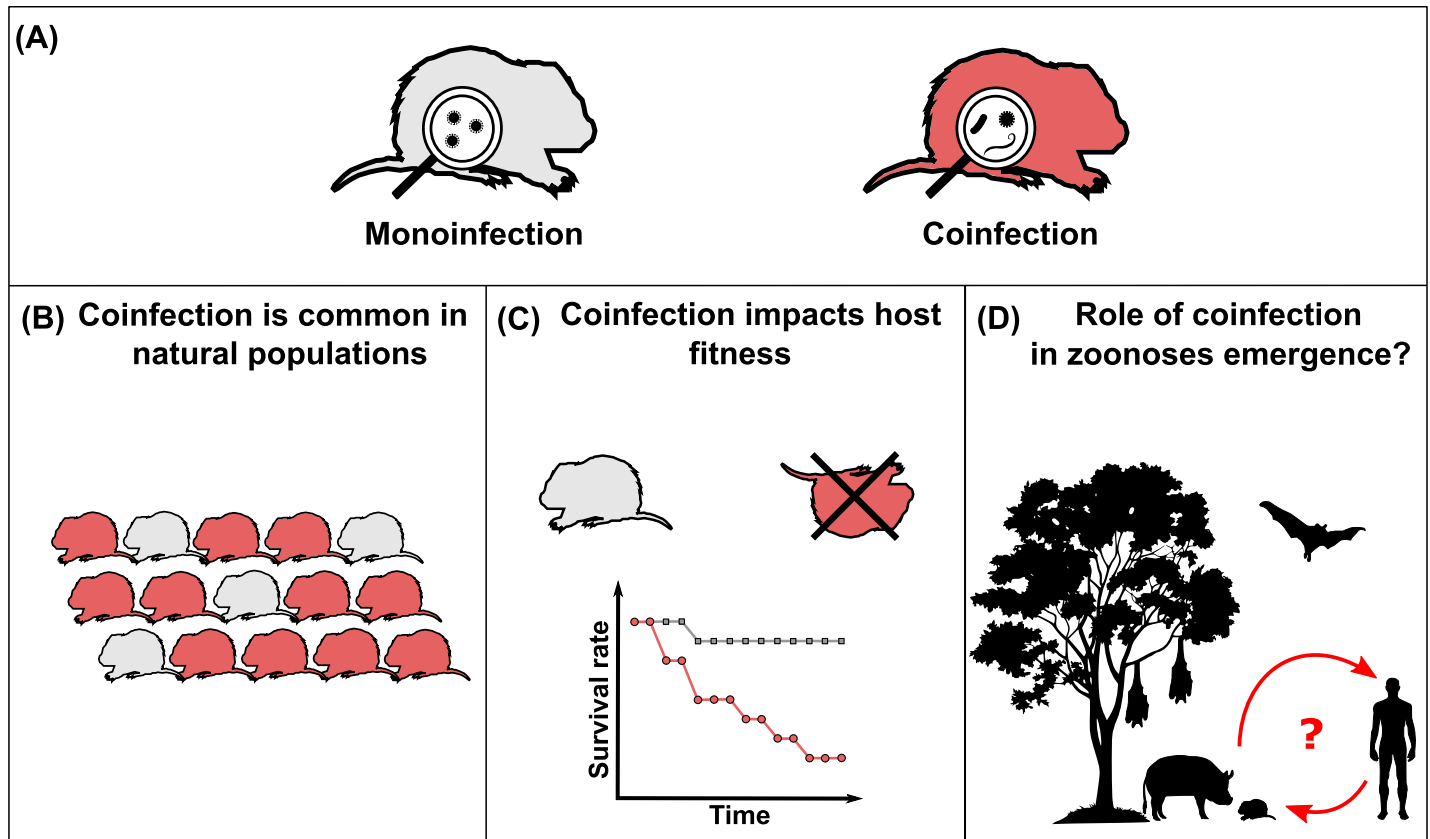 (A)
Monoinfection
Coinfection
(B) Coinfection is common in
natural populations
(C) Coinfection impacts host
fitness
Survival rate
Time
(D) Role of coinfection
in zoonoses emergence?
?